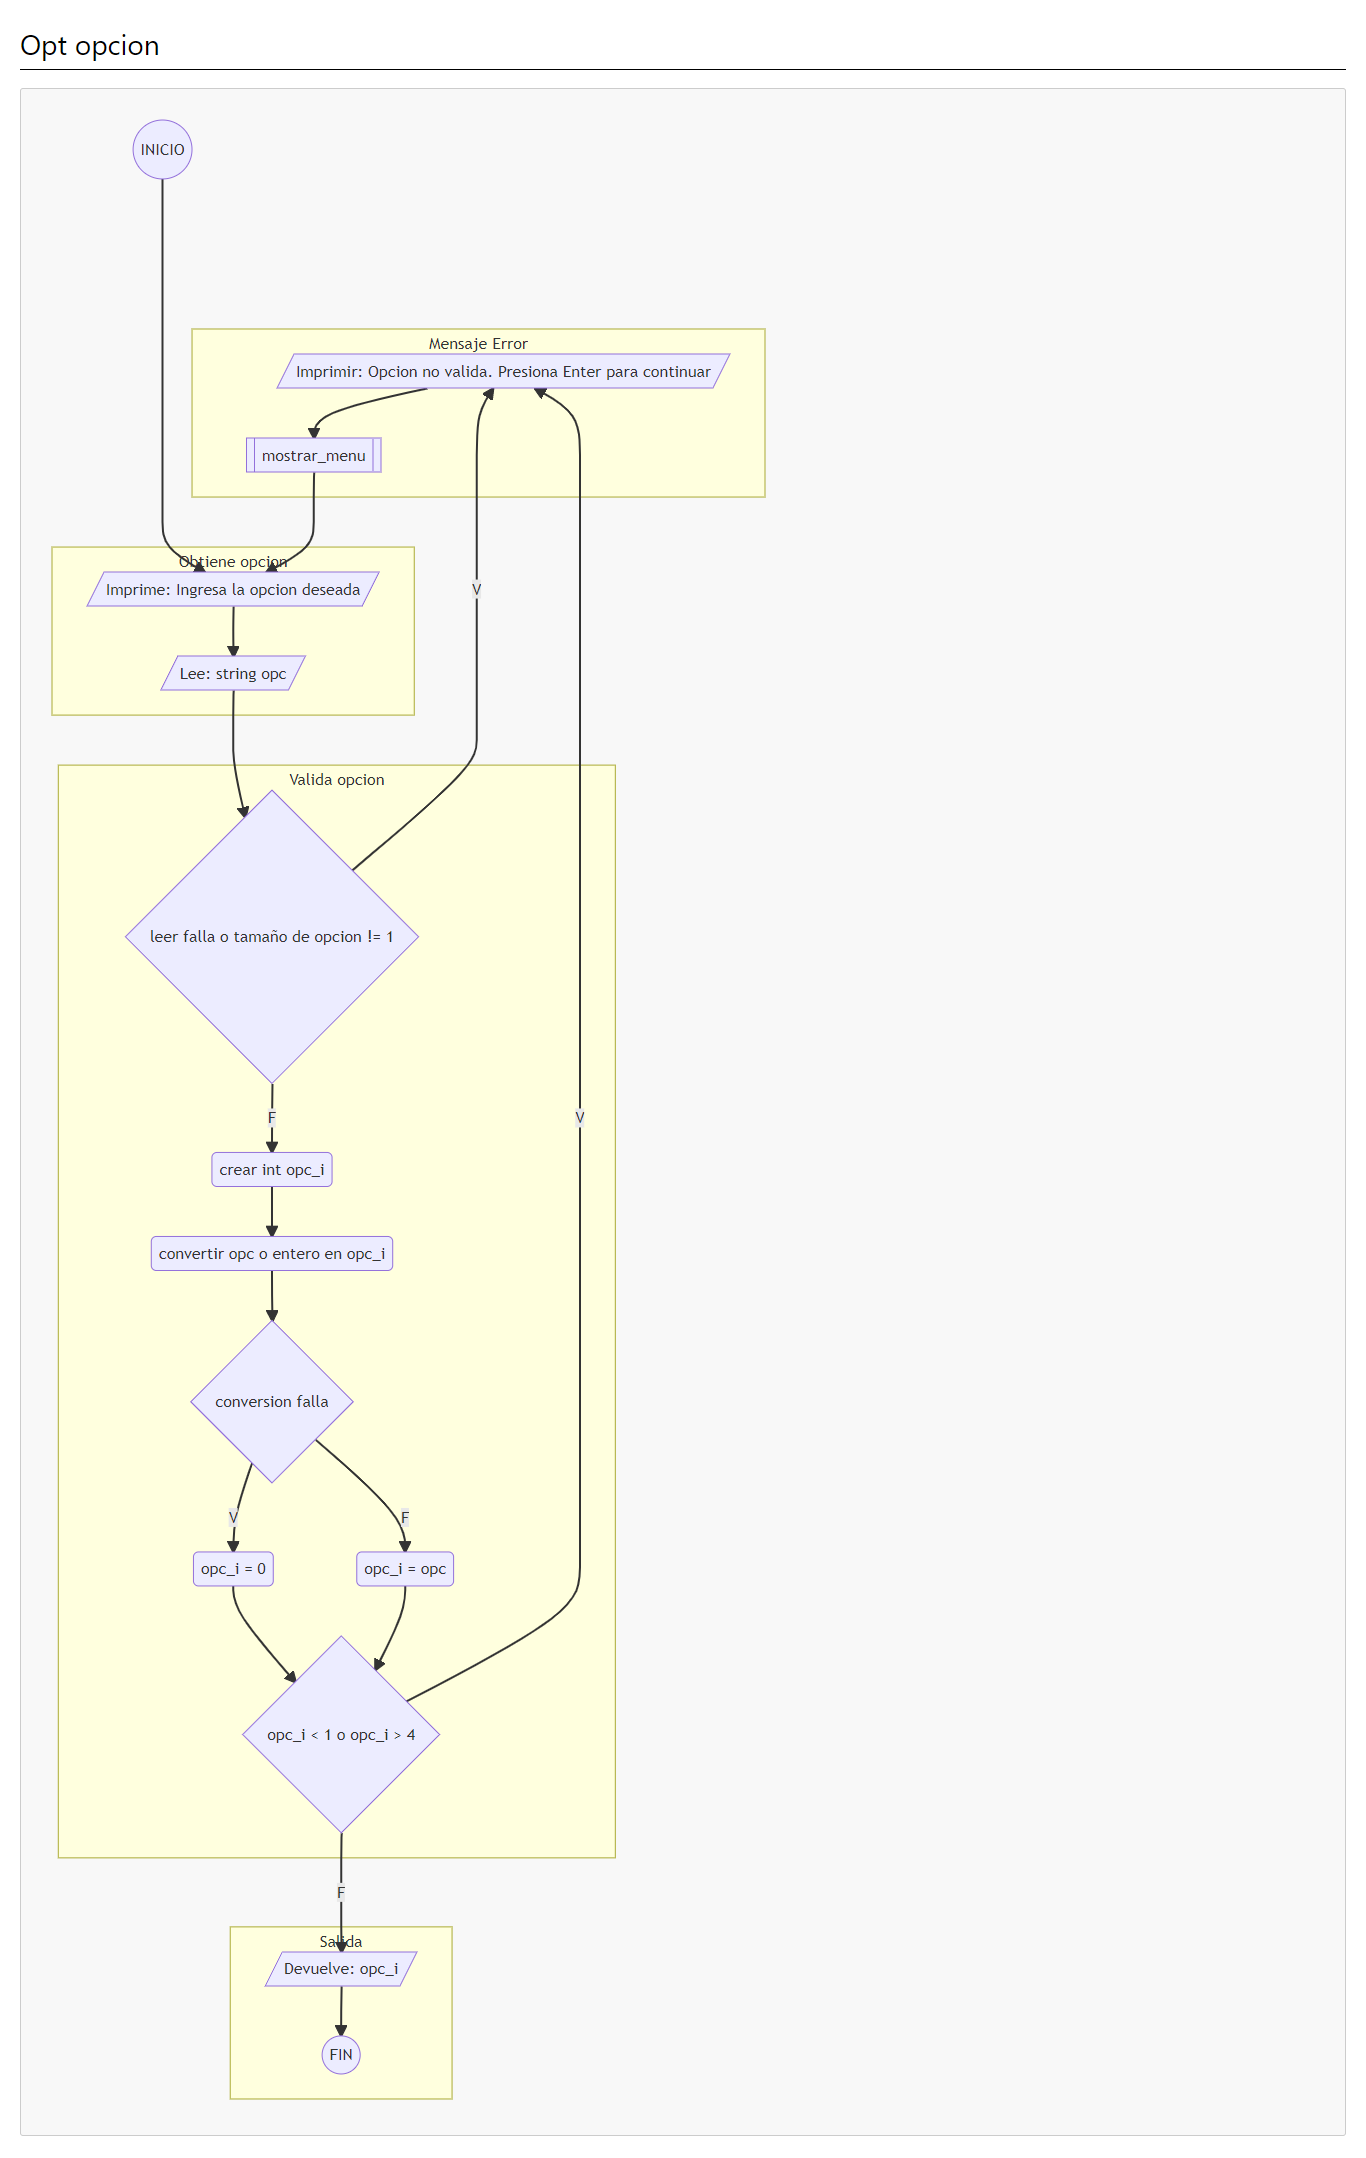 Opt opcion
INICIO
Mensaje Error
Imprimir: Opcion no valida. Presiona Enter para continuar
mostrar_menu
Obtiene opcion
Imprime: Ingresa la opcion deseada
V
Lee: string opc
Valida opcion
leer falla o tamaño de opcion != 1
F
V
crear int opc_i
convertir opc o entero en opc_i
conversion falla
V
F
opc_i = 0
opc_i = opc
opc_i < 1 o opc_i > 4
F
Salida
Devuelve: opc_i
FIN